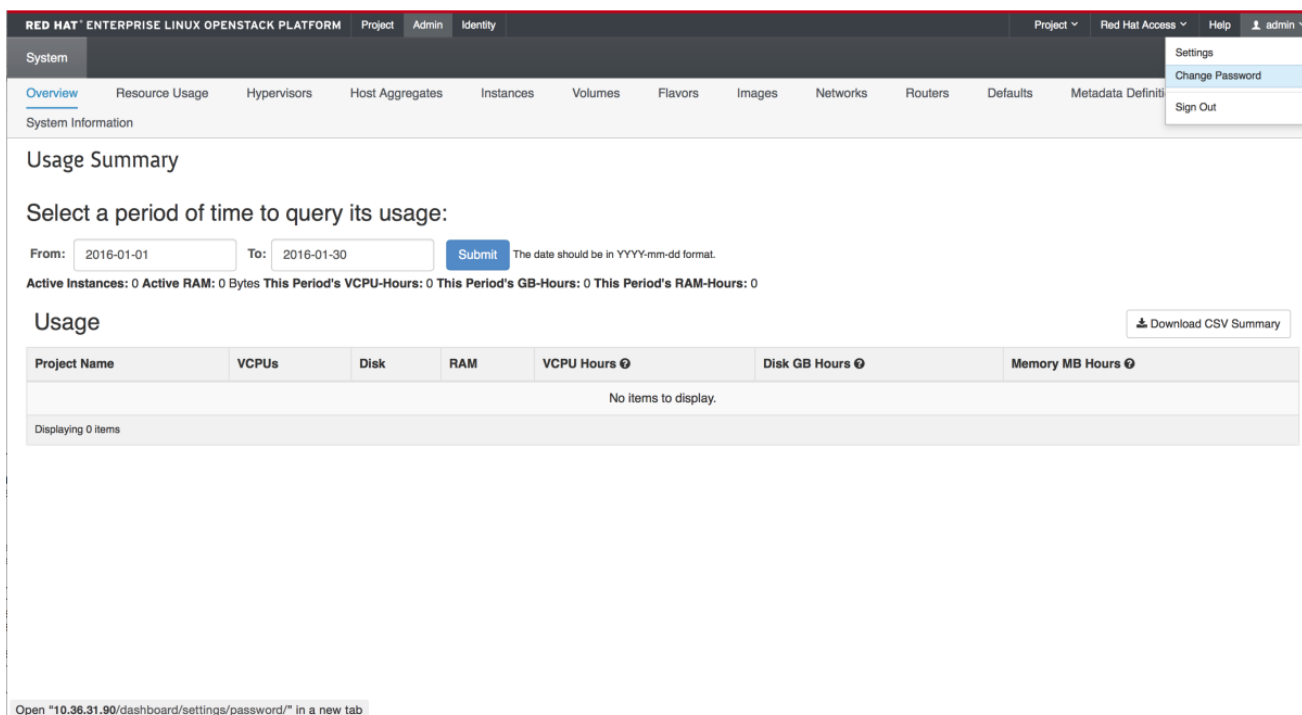 RED HAT® ENTERPRISE LINUX OPENSTACK PLATFORM Project Admin Identity Project Red Hat Access Help admin
System
Settings
Change Password
Sign Out
Overview Resource Usage Hypervisors Host Aggregates Instances Volumes Flavors Images Networks Routers Defaults Metadata Definiti
System Information
Usage Summary
Select a period of time to query its usage:
From: 2016-01-01 To: 2016-01-30 Submit The date should be in YYYY-mm-dd format.
Active Instances: 0 Active RAM: 0 Bytes This Period's VCPU-Hours: 0 This Period's GB-Hours: 0 This Period's RAM-Hours: 0
Usage
Download CSV Summary
Project Name VCPUs Disk RAM VCPU Hours Disk GB Hours Memory MB Hours
No items to display.
Displaying 0 items
Open "10.36.31.90/dashboard/settings/password/" in a new tab